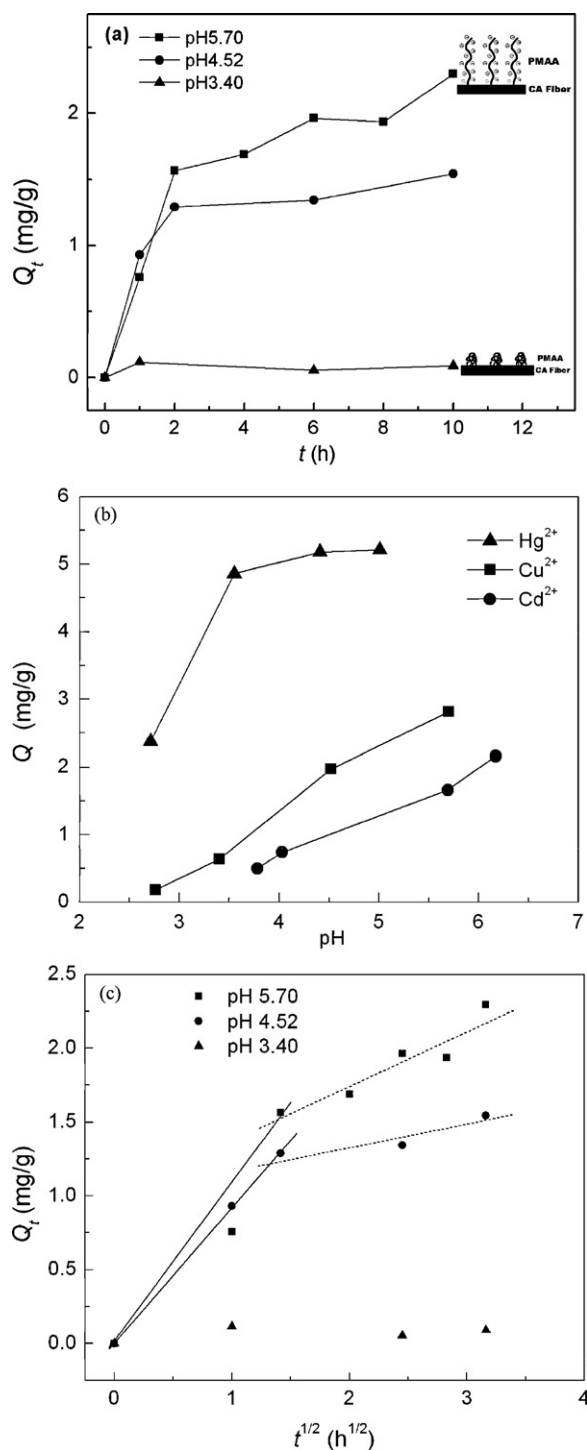 (a)
pH5.70
pH4.52
pH3.40
PMAA
CA Fiber
PMAA
CA Fiber
2
1
0
Qt (mg/g)
0 2 4 6 8 10 12
t (h)
(b)
Hg2+
Cu2+
Cd2+
6
5
4
3
2
1
0
Q (mg/g)
2 3 4 5 6 7
pH
(c)
pH 5.70
pH 4.52
pH 3.40
2.5
2.0
1.5
1.0
0.5
0.0
Qt (mg/g)
0 1 2 3 4
t1/2 (h1/2)